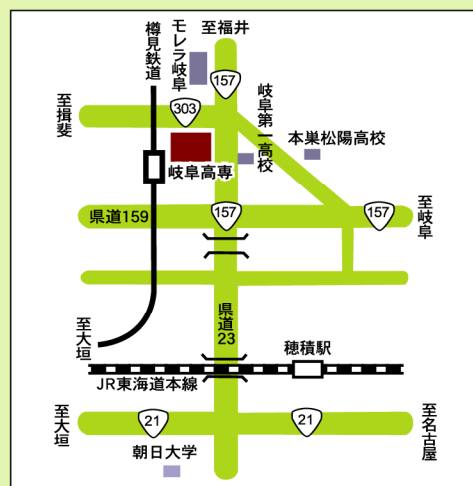 至福井
モレラ岐阜
樽見鉄道
157
303
至揖斐
岐阜第一高校
本巣松陽高校
岐阜高専
至岐阜
県道159
157
157
県道23
至大垣
穂積駅
JR東海道本線
至大垣
21
21
至名古屋
朝日大学